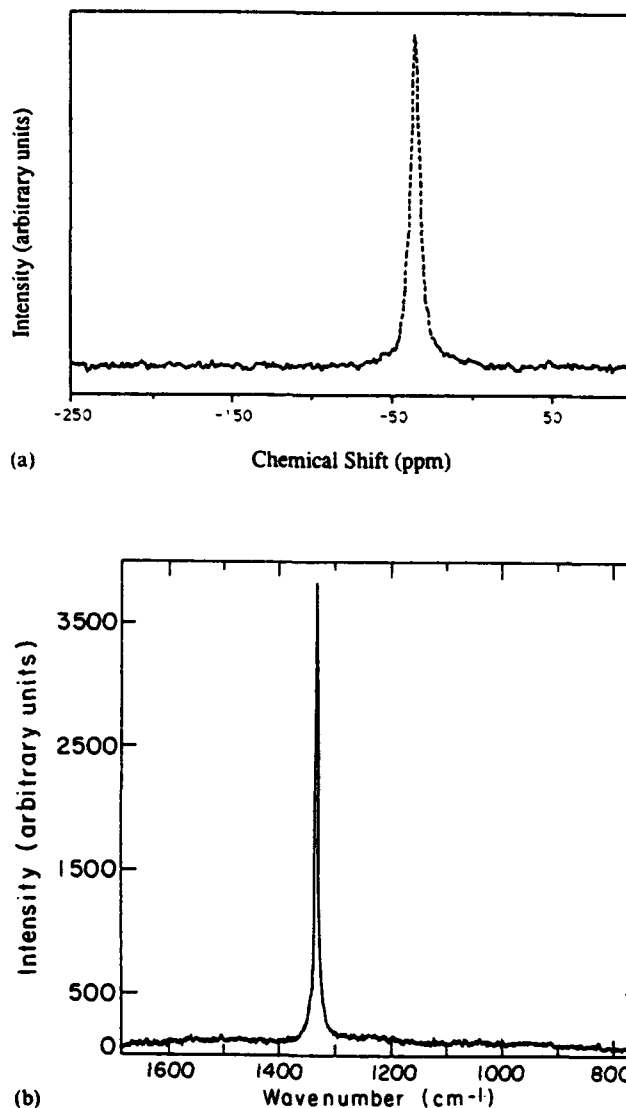 Intensity (arbitrary units)
-250 -150 -50 50
(a) Chemical Shift (ppm)
Intensity (arbitrary units)
3500
2500
1500
500
0
1600 1400 1200 1000 800
(b) Wavenumber (cm-1)